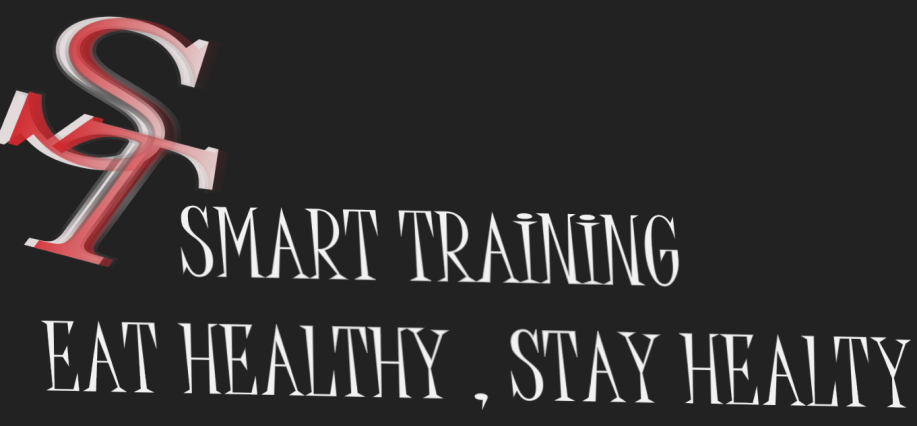 ST
SMART TRAiNiNG
EAT HEALTHY , STAY HEALTY